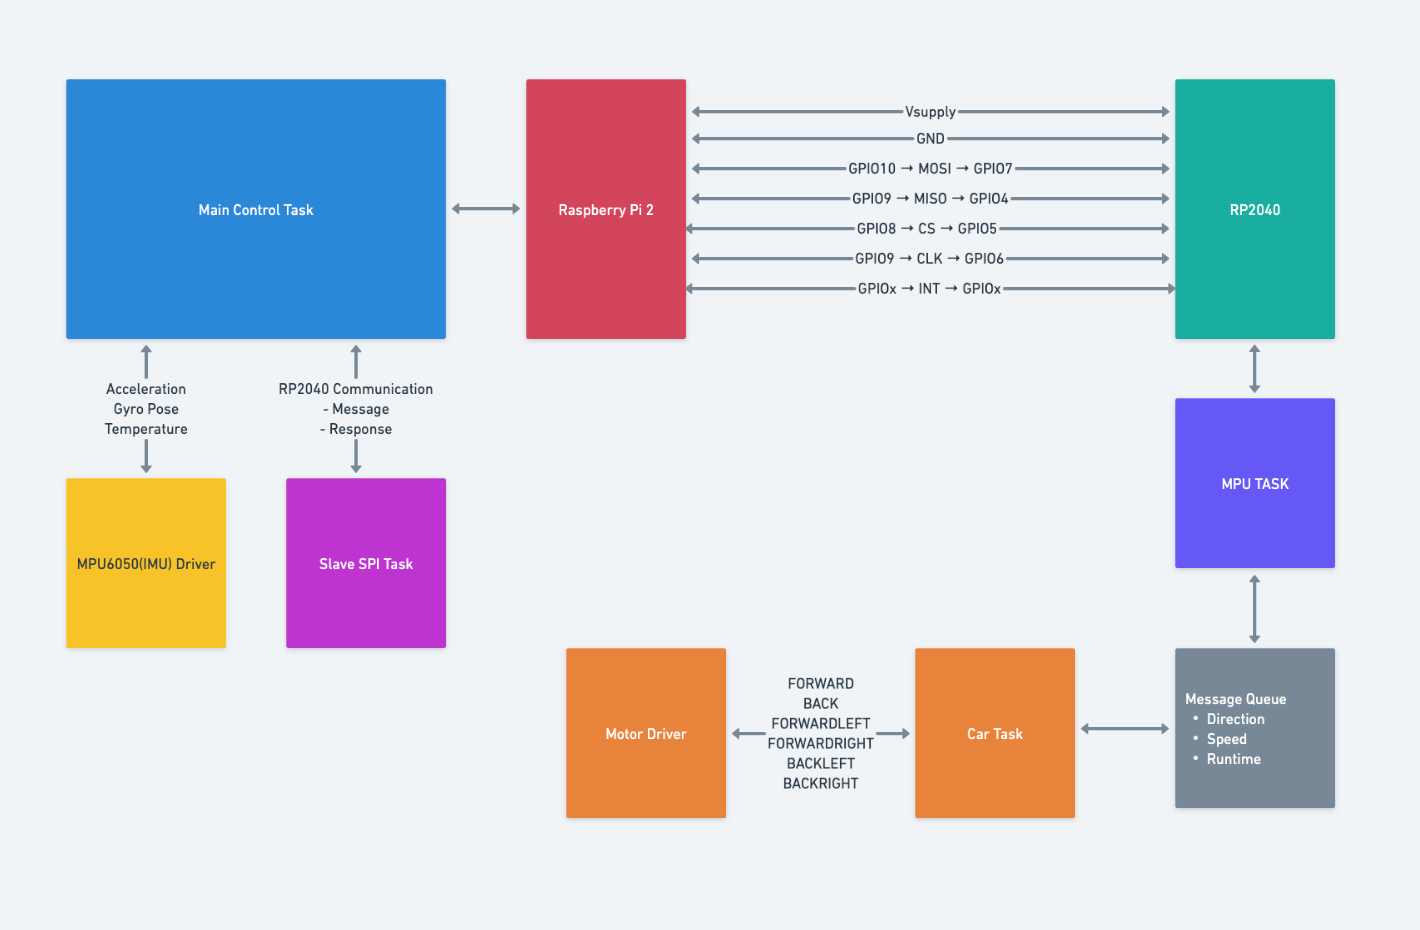 Main Control Task
Raspberry Pi 2
Vsupply
GND
GPIO10 → MOSI → GPIO7
GPIO9 → MISO → GPIO4
GPIO8 → CS → GPIO5
GPIO9 → CLK → GPIO6
GPIOx → INT → GPIOx
RP2040
Acceleration
Gyro Pose
Temperature
RP2040 Communication
- Message
- Response
MPU6050(IMU) Driver
Slave SPI Task
MPU TASK
Motor Driver
FORWARD
BACK
FORWARDLEFT
FORWARDRIGHT
BACKLEFT
BACKRIGHT
Car Task
Message Queue
• Direction
• Speed
• Runtime